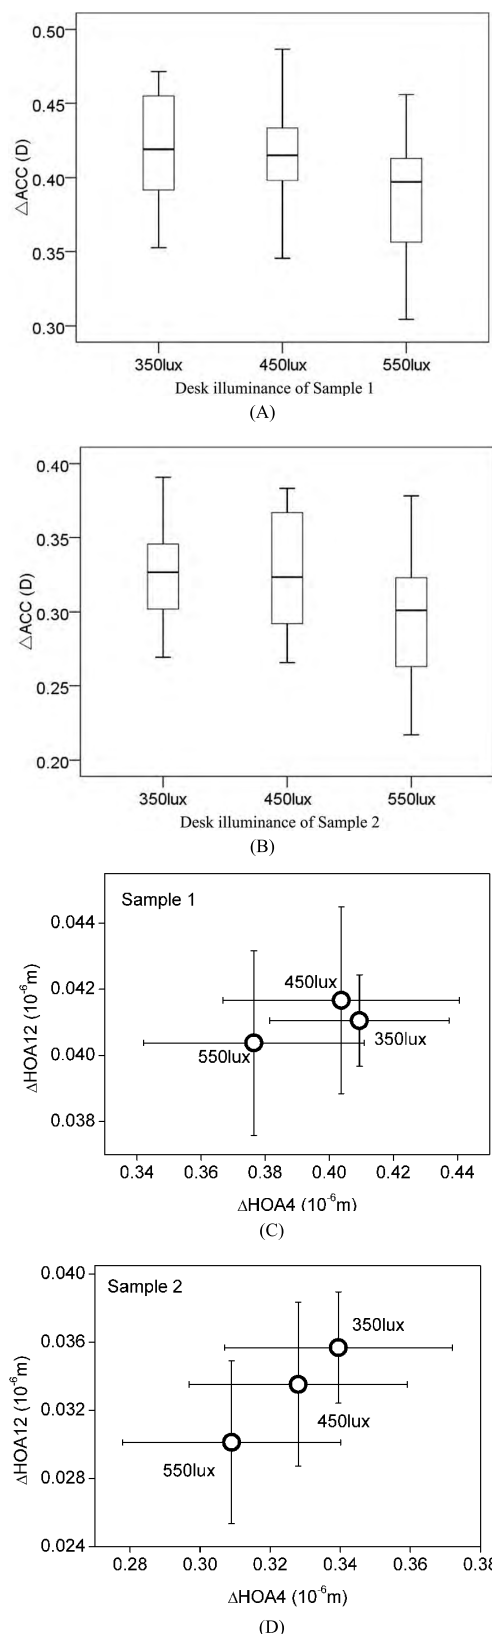 0.50
0.45
0.40
0.35
0.30
△ACC (D)
350lux 450lux 550lux
Desk illuminance of Sample 1
(A)
0.40
0.35
0.30
0.25
0.20
△ACC (D)
350lux 450lux 550lux
Desk illuminance of Sample 2
(B)
Sample 1
0.044
0.042
0.040
0.038
ΔHOA12 (10⁻⁶m)
450lux
350lux
550lux
0.34 0.36 0.38 0.40 0.42 0.44
ΔHOA4 (10⁻⁶m)
(C)
Sample 2
0.040
0.036
0.032
0.028
0.024
ΔHOA12 (10⁻⁶m)
350lux
450lux
550lux
0.28 0.30 0.32 0.34 0.36 0.38
ΔHOA4 (10⁻⁶m)
(D)